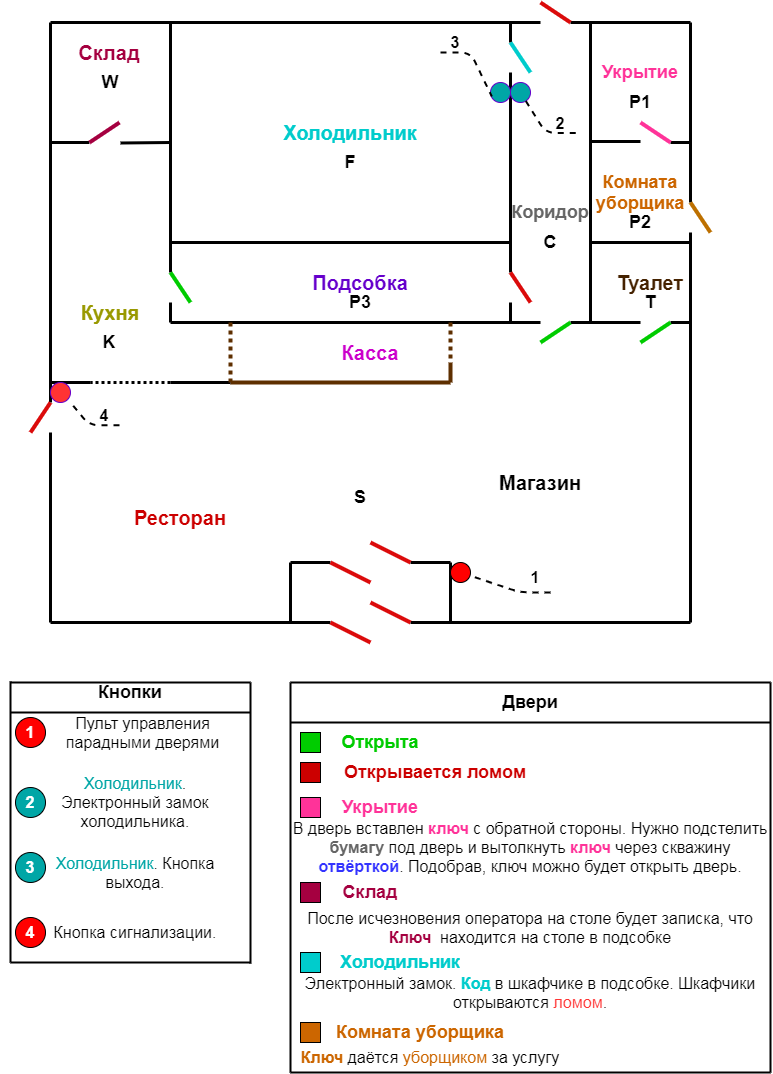 Склад
W
3
Холодильник
F
2
Укрытие
P1
Комната
уборщика
P2
Коридор
C
Подсобка
P3
Туалет
T
Кухня
K
Касса
4
Магазин
S
Ресторан
1
Кнопки
1 Пульт управления
парадными дверями
2 Холодильник.
Электронный замок
холодильника.
3 Холодильник. Кнопка
выхода.
4 Кнопка сигнализации.
Двери
Открыта
Открывается ломом
Укрытие
В дверь вставлен ключ с обратной стороны. Нужно подстелить
бумагу под дверь и вытолкнуть ключ через скважину
отвёрткой. Подобрав, ключ можно будет открыть дверь.
Склад
После исчезновения оператора на столе будет записка, что
Ключ находится на столе в подсобке
Холодильник
Электронный замок. Код в шкафчике в подсобке. Шкафчики
открываются ломом.
Комната уборщика
Ключ даётся уборщиком за услугу